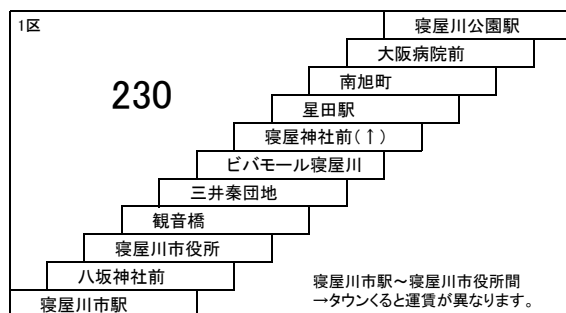 1区
230
寝屋川公園駅
大阪病院前
南旭町
星田駅
寝屋神社前(↑)
ビバモール寝屋川
三井秦団地
観音橋
寝屋川市役所
八坂神社前
寝屋川市駅
寝屋川市駅～寝屋川市役所間
→タウンくると運賃が異なります。